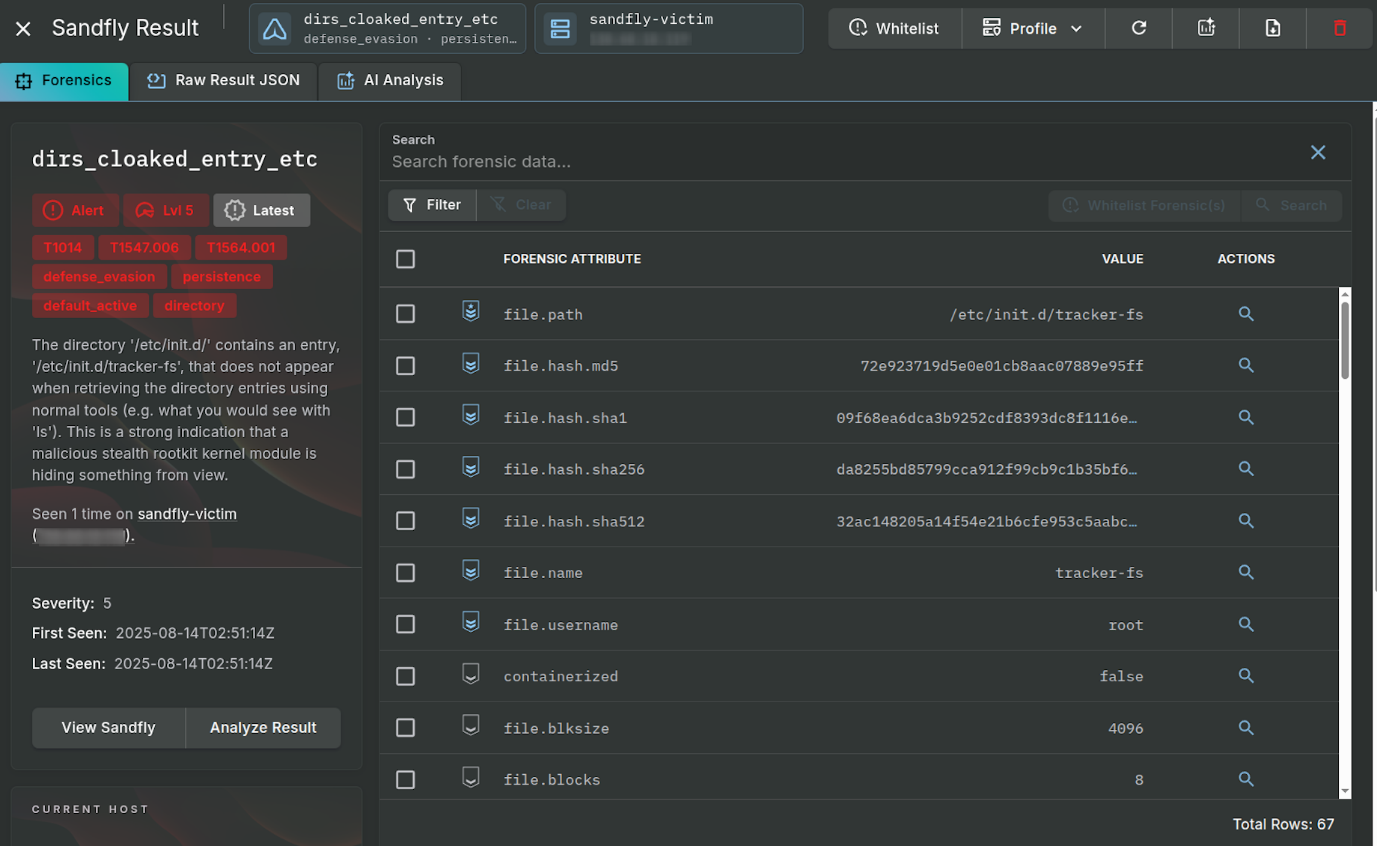 Sandfly Result
dirs_cloaked_entry_etc
defense_evasion · persisten…
sandfly-victim
Whitelist
Profile
Forensics
Raw Result JSON
AI Analysis
dirs_cloaked_entry_etc
Alert
Lvl 5
Latest
T1014
T1547.006
T1564.001
defense_evasion
persistence
default_active
directory
The directory '/etc/init.d/' contains an entry,
'/etc/init.d/tracker-fs', that does not appear
when retrieving the directory entries using
normal tools (e.g. what you would see with
'ls'). This is a strong indication that a
malicious stealth rootkit kernel module is
hiding something from view.
Seen 1 time on sandfly-victim
( ).
Severity: 5
First Seen: 2025-08-14T02:51:14Z
Last Seen: 2025-08-14T02:51:14Z
View Sandfly
Analyze Result
CURRENT HOST
Search
Search forensic data...
Filter
Clear
Whitelist Forensic(s)
Search
FORENSIC ATTRIBUTE VALUE ACTIONS
file.path /etc/init.d/tracker-fs
file.hash.md5 72e923719d5e0e01cb8aac07889e95ff
file.hash.sha1 09f68ea6dca3b9252cdf8393dc8f1116e…
file.hash.sha256 da8255bd85799cca912f99cb9c1b35bf6…
file.hash.sha512 32ac148205a14f54e21b6cfe953c5aabc…
file.name tracker-fs
file.username root
containerized false
file.blksize 4096
file.blocks 8
Total Rows: 67